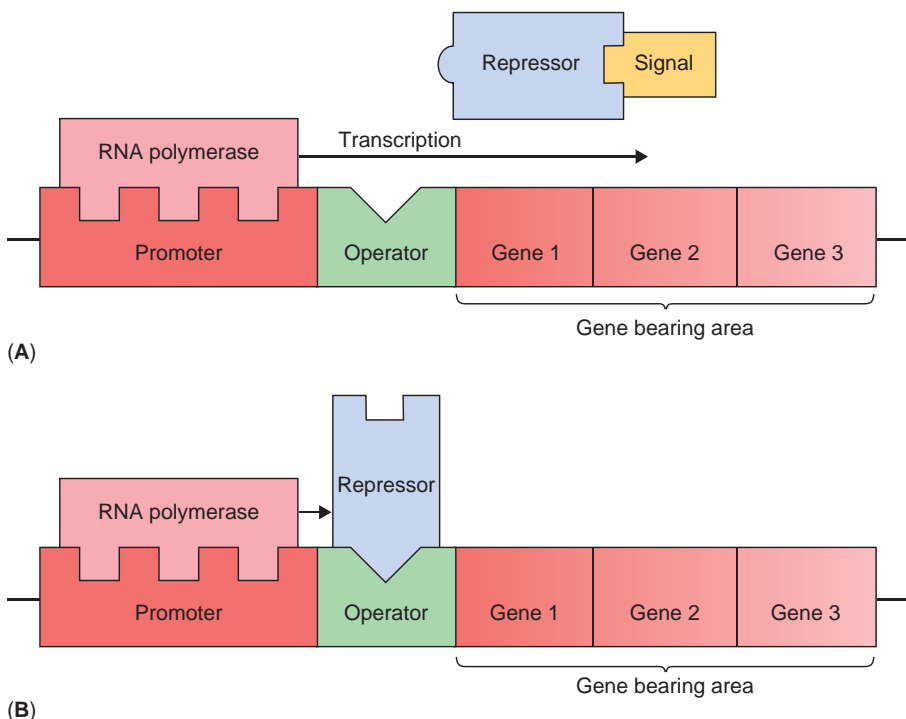 Repressor
Signal
RNA polymerase
Transcription
Promoter
Operator
Gene 1
Gene 2
Gene 3
Gene bearing area
(A)
Repressor
RNA polymerase
Promoter
Operator
Gene 1
Gene 2
Gene 3
Gene bearing area
(B)